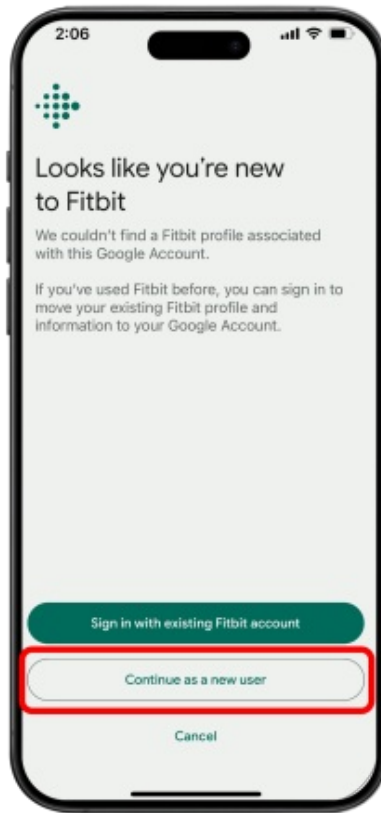 2:06
Looks like you're new
to Fitbit
We couldn't find a Fitbit profile associated
with this Google Account.
If you've used Fitbit before, you can sign in to
move your existing Fitbit profile and
information to your Google Account.
Sign in with existing Fitbit account
Continue as a new user
Cancel